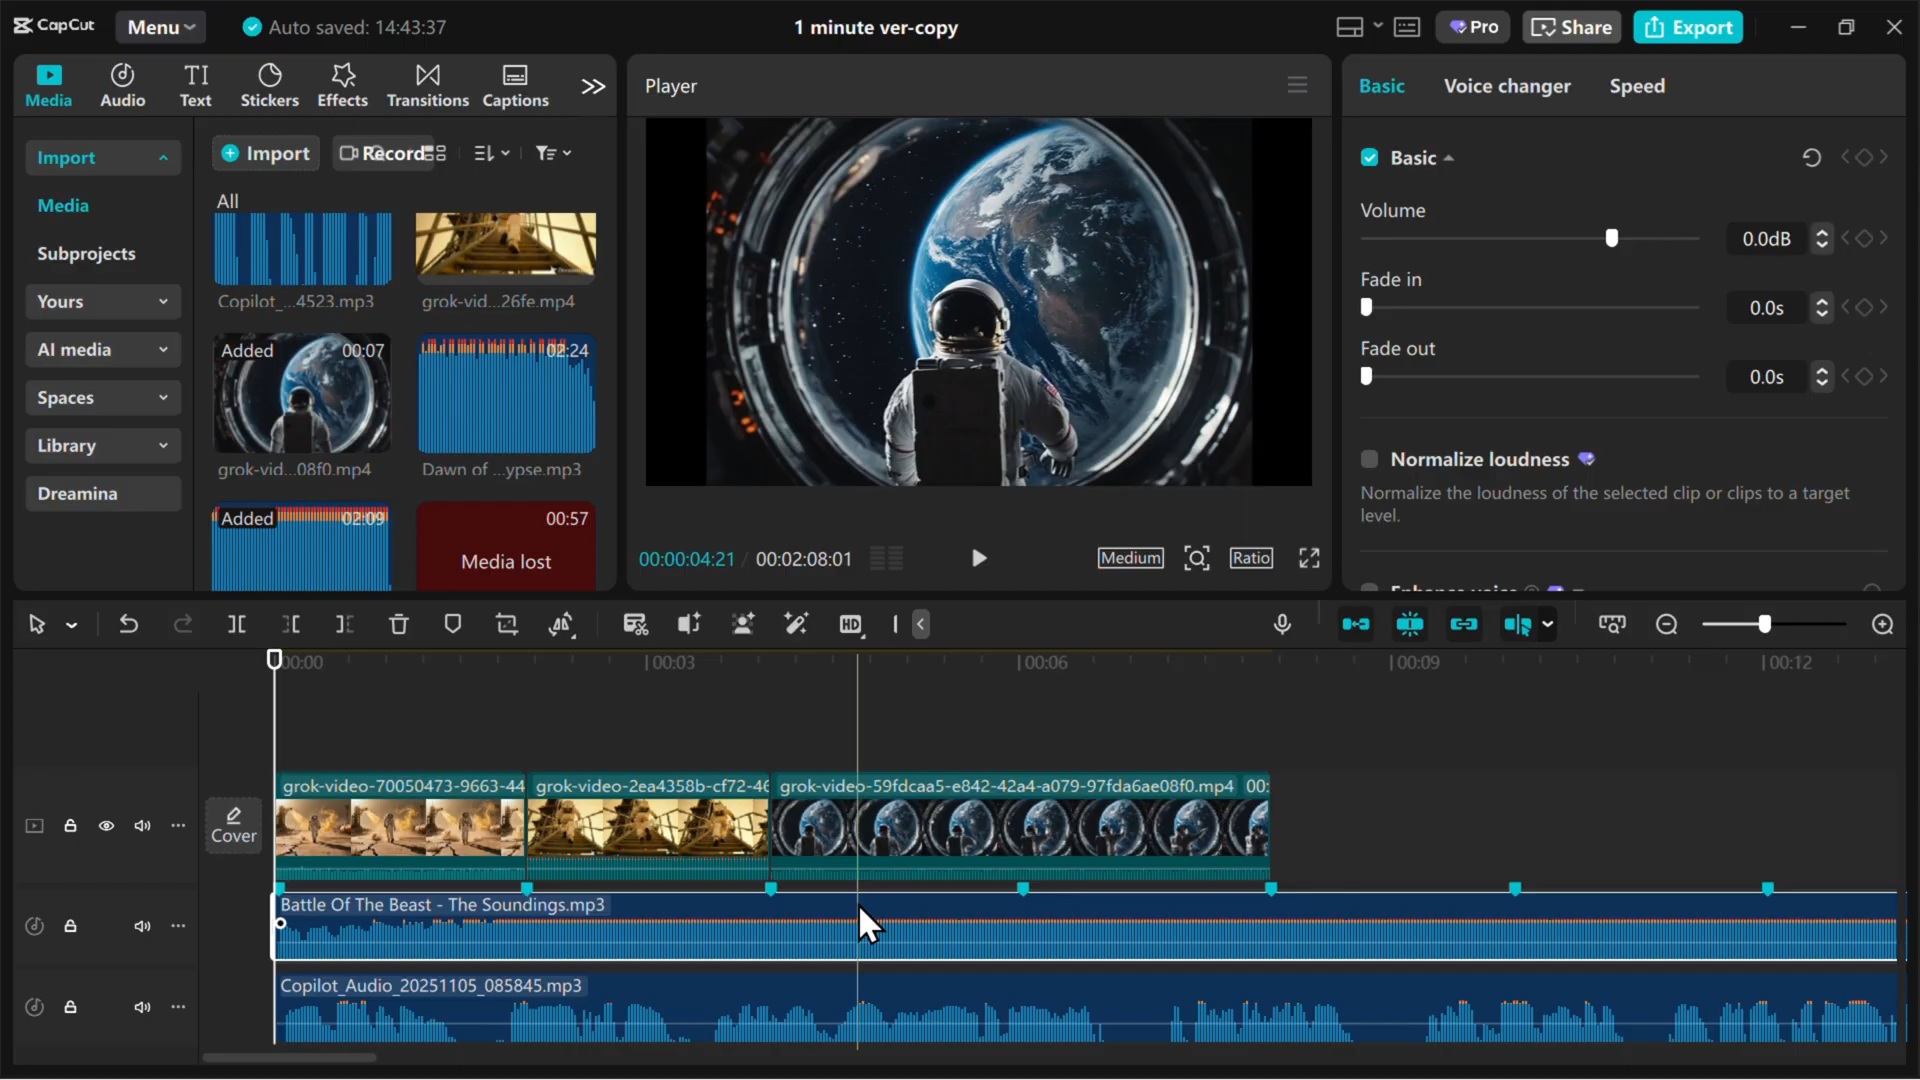 CapCut
Menu
Auto saved: 14:43:37
1 minute ver-copy
Pro
Share
Export
Media
Audio
TI
Text
Stickers
Effects
Transitions
Captions
Import
Media
Subprojects
Yours
AI media
Spaces
Library
Dreamina
Import
Record
All
Copilot_...4523.mp3
grok-vid...26fe.mp4
Added
00:07
02:24
grok-vid...08f0.mp4
Dawn of ...ypse.mp3
Added
02:09
00:57
Media lost
Player
00:00:04:21 / 00:02:08:01
Medium
Ratio
Basic
Voice changer
Speed
Basic
Volume
0.0dB
Fade in
0.0s
Fade out
0.0s
Normalize loudness
Normalize the loudness of the selected clip or clips to a target
level.
Enhance voice
HD
00:00
00:03
00:06
00:09
00:12
Cover
grok-video-70050473-9663-44
grok-video-2ea4358b-cf72-46
grok-video-59fdcaa5-e842-42a4-a079-97fda6ae08f0.mp4
00:
Battle Of The Beast - The Soundings.mp3
Copilot_Audio_20251105_085845.mp3